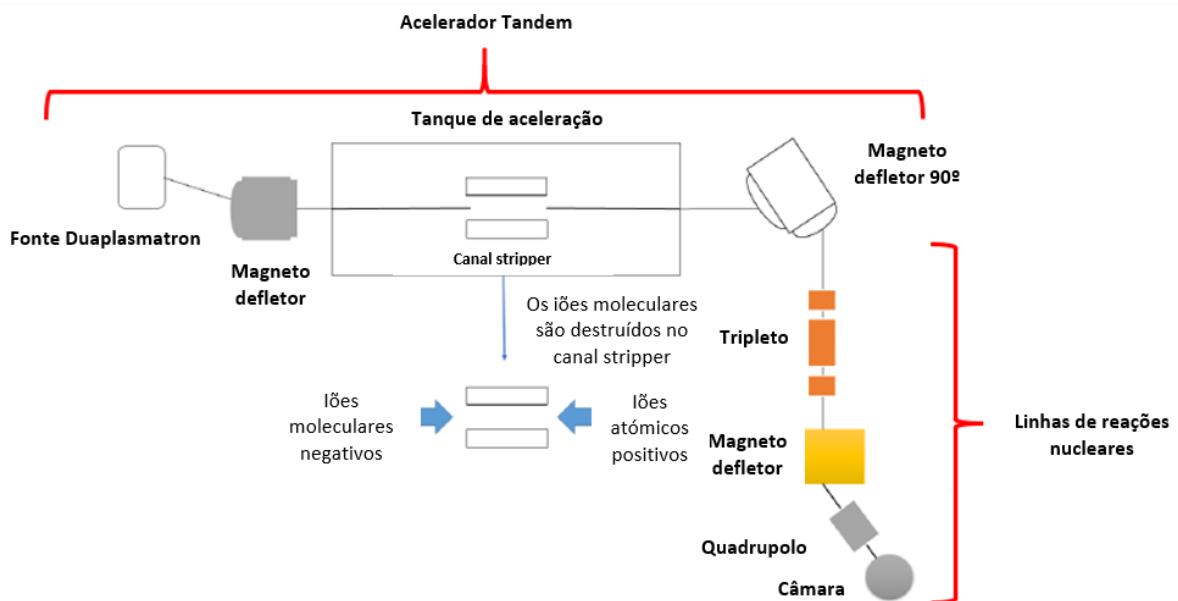 Acelerador Tandem
Tanque de aceleração
Magneto
defletor 90º
Fonte Duaplasmatron
Magneto
defletor
Canal stripper
Os iões moleculares
são destruídos no
canal stripper
Iões
moleculares
negativos
Iões
atómicos
positivos
Tripleto
Magneto
defletor
Linhas de reações
nucleares
Quadrupolo
Câmara